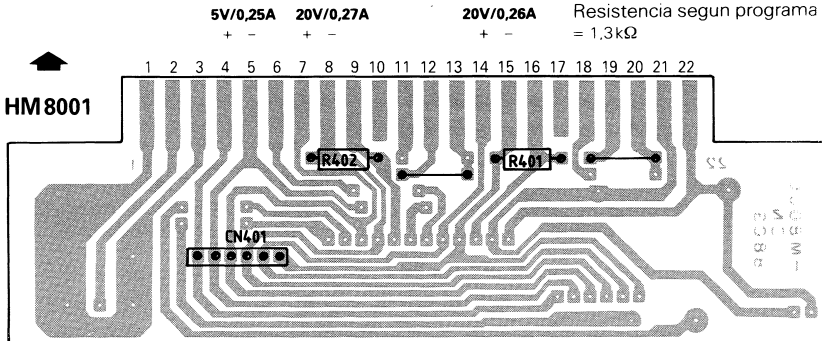 5V/0,25A 20V/0,27A 20V/0,26A Resistencia segun programa
+ - + - + - = 1,3kΩ
1 2 3 4 5 6 7 8 9 10 11 12 13 14 15 16 17 18 19 20 21 22
HM8001
R402 R401
1 22
CN401